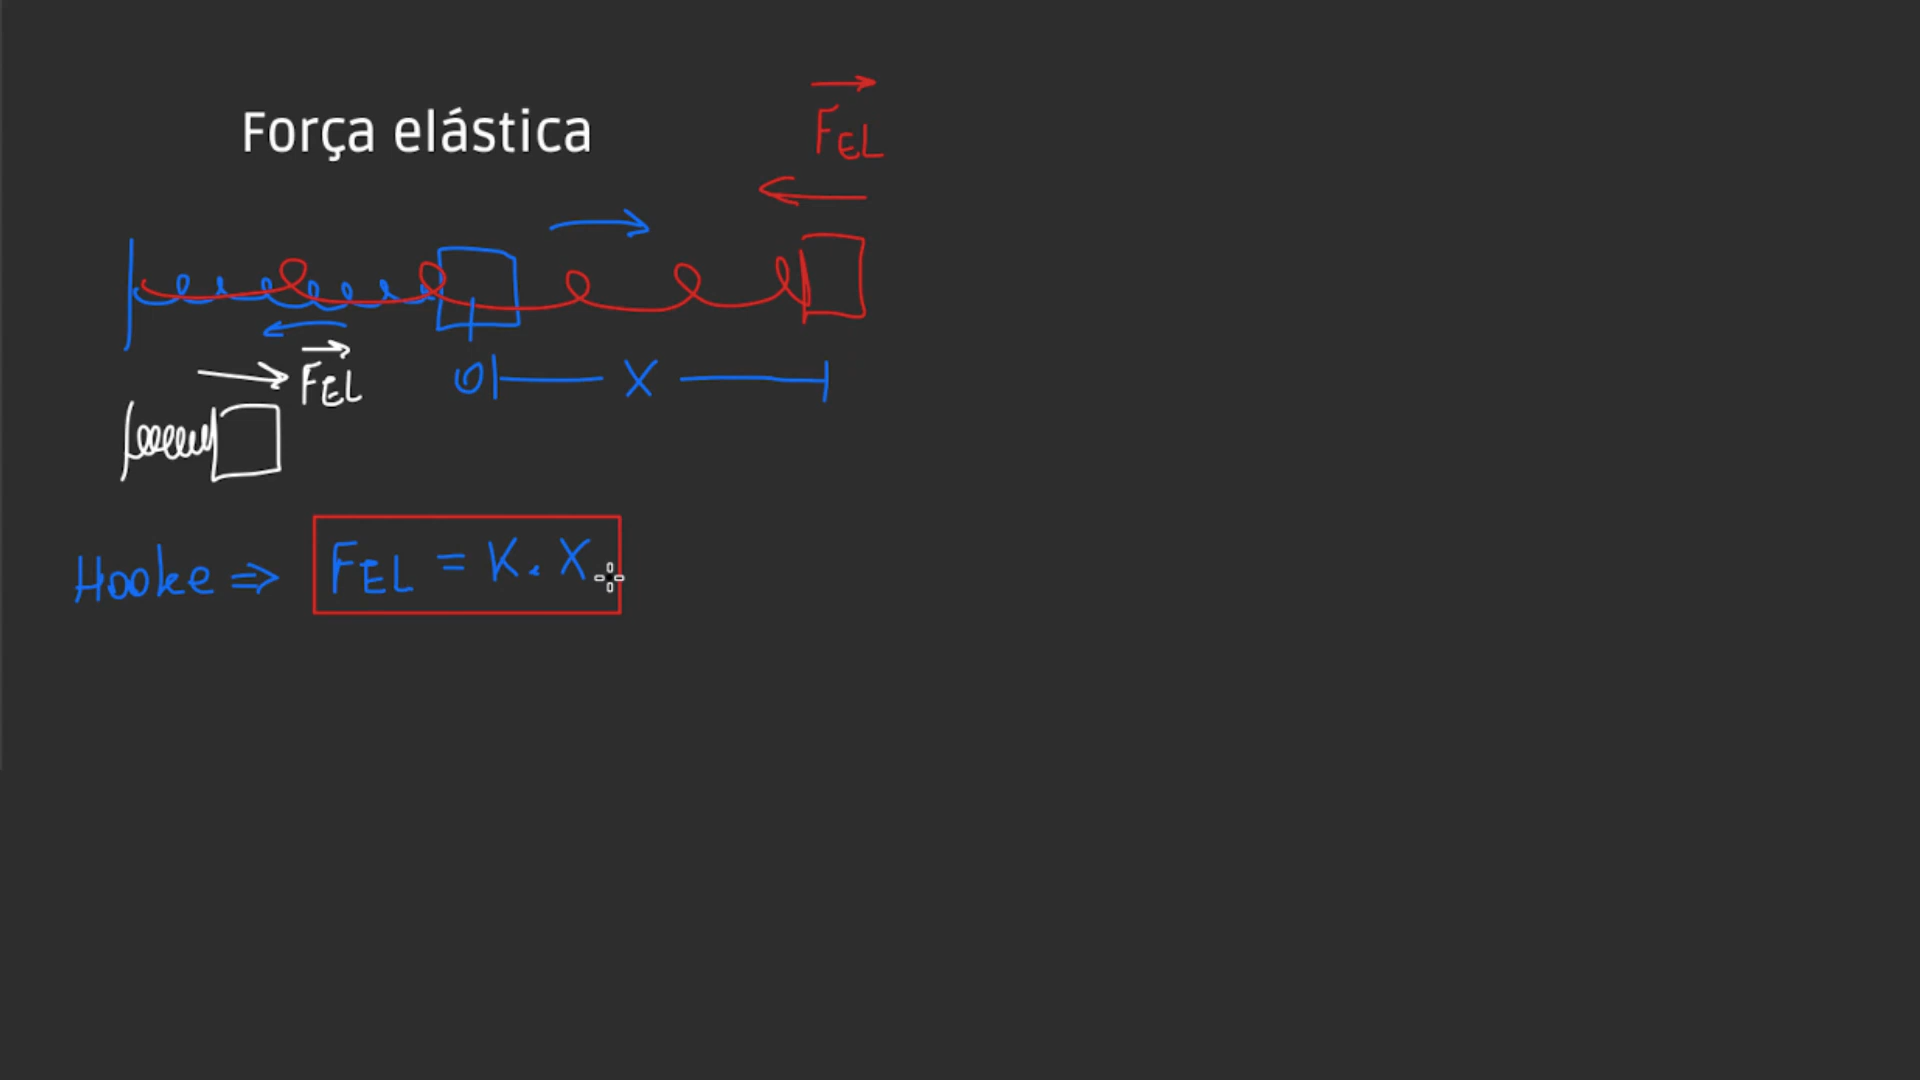 Força elástica
FEL
FEL
0 X
Hooke ⇒ FEL = K . X